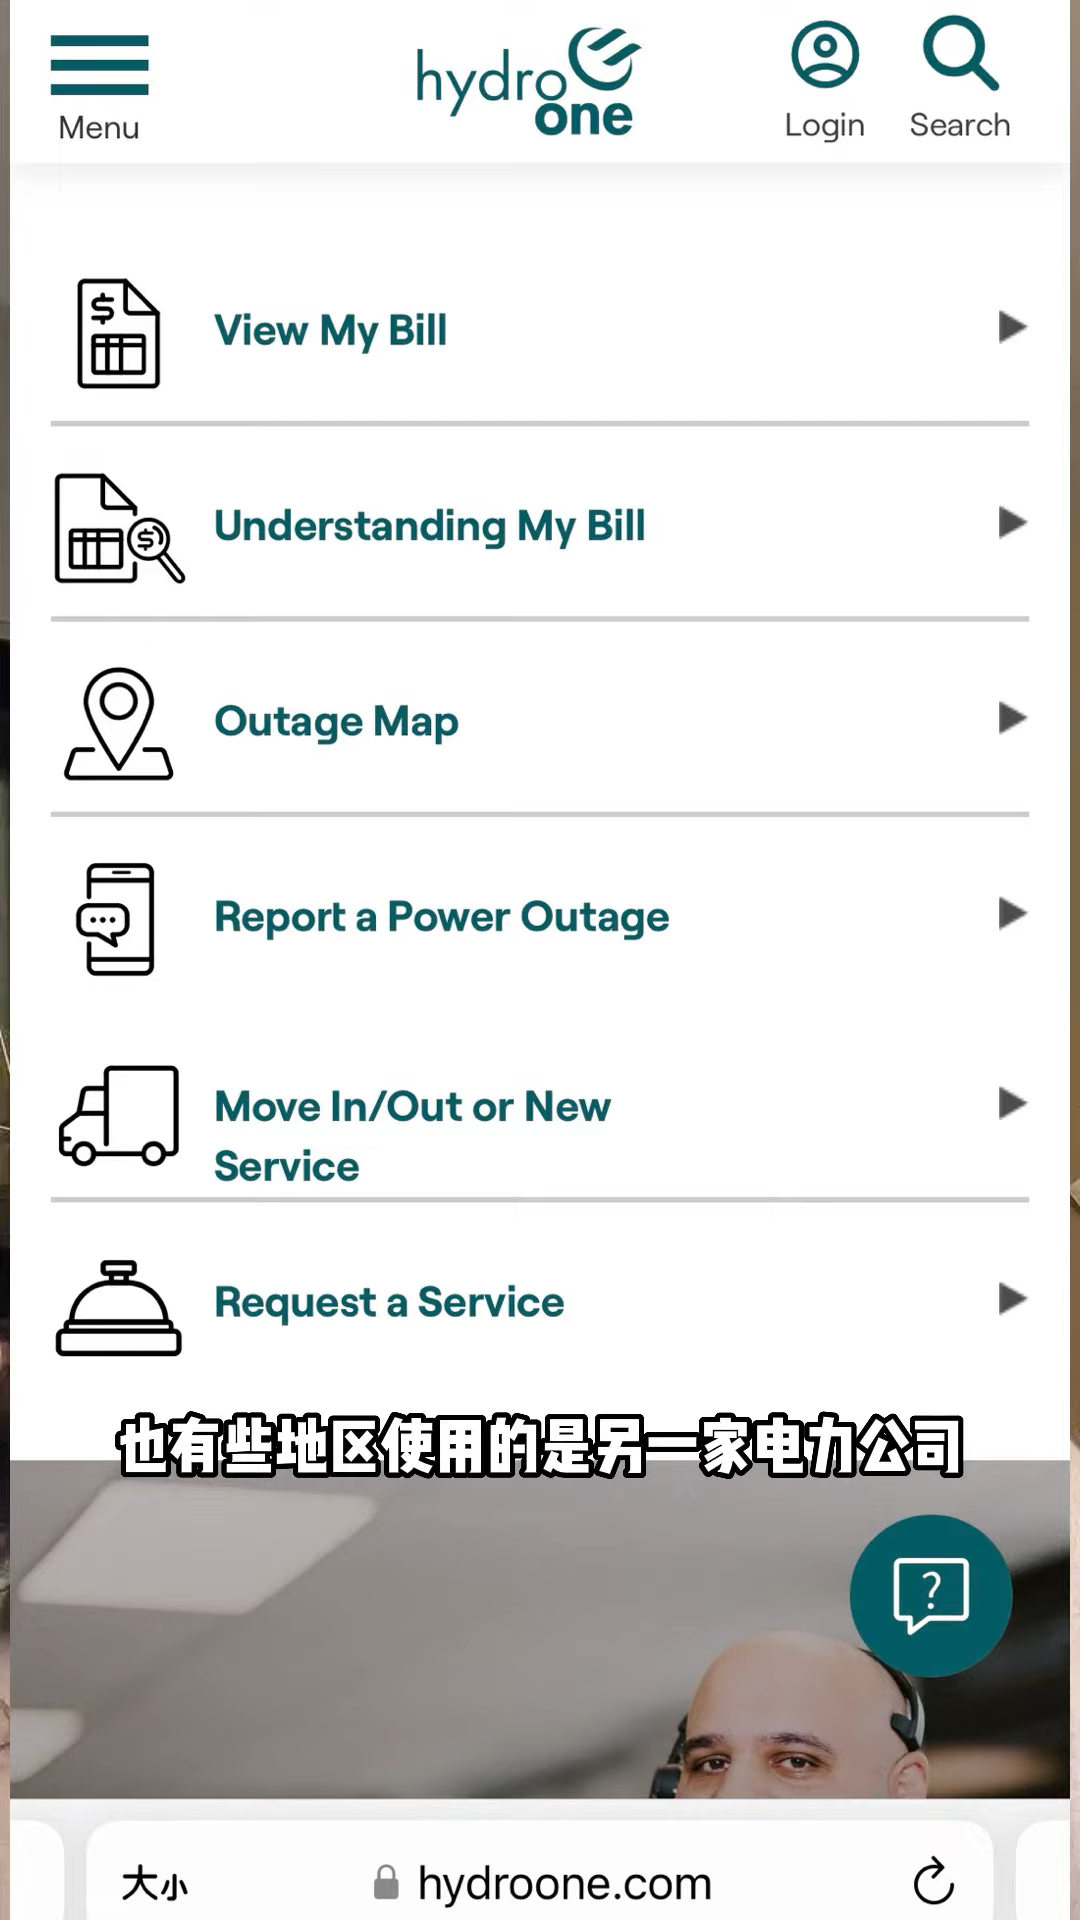 Menu
hydro
one
Login
Search
$
View My Bill
$
Understanding My Bill
Outage Map
Report a Power Outage
Move In/Out or New
Service
Request a Service
也有些地区使用的是另一家电力公司
?
大小
hydroone.com